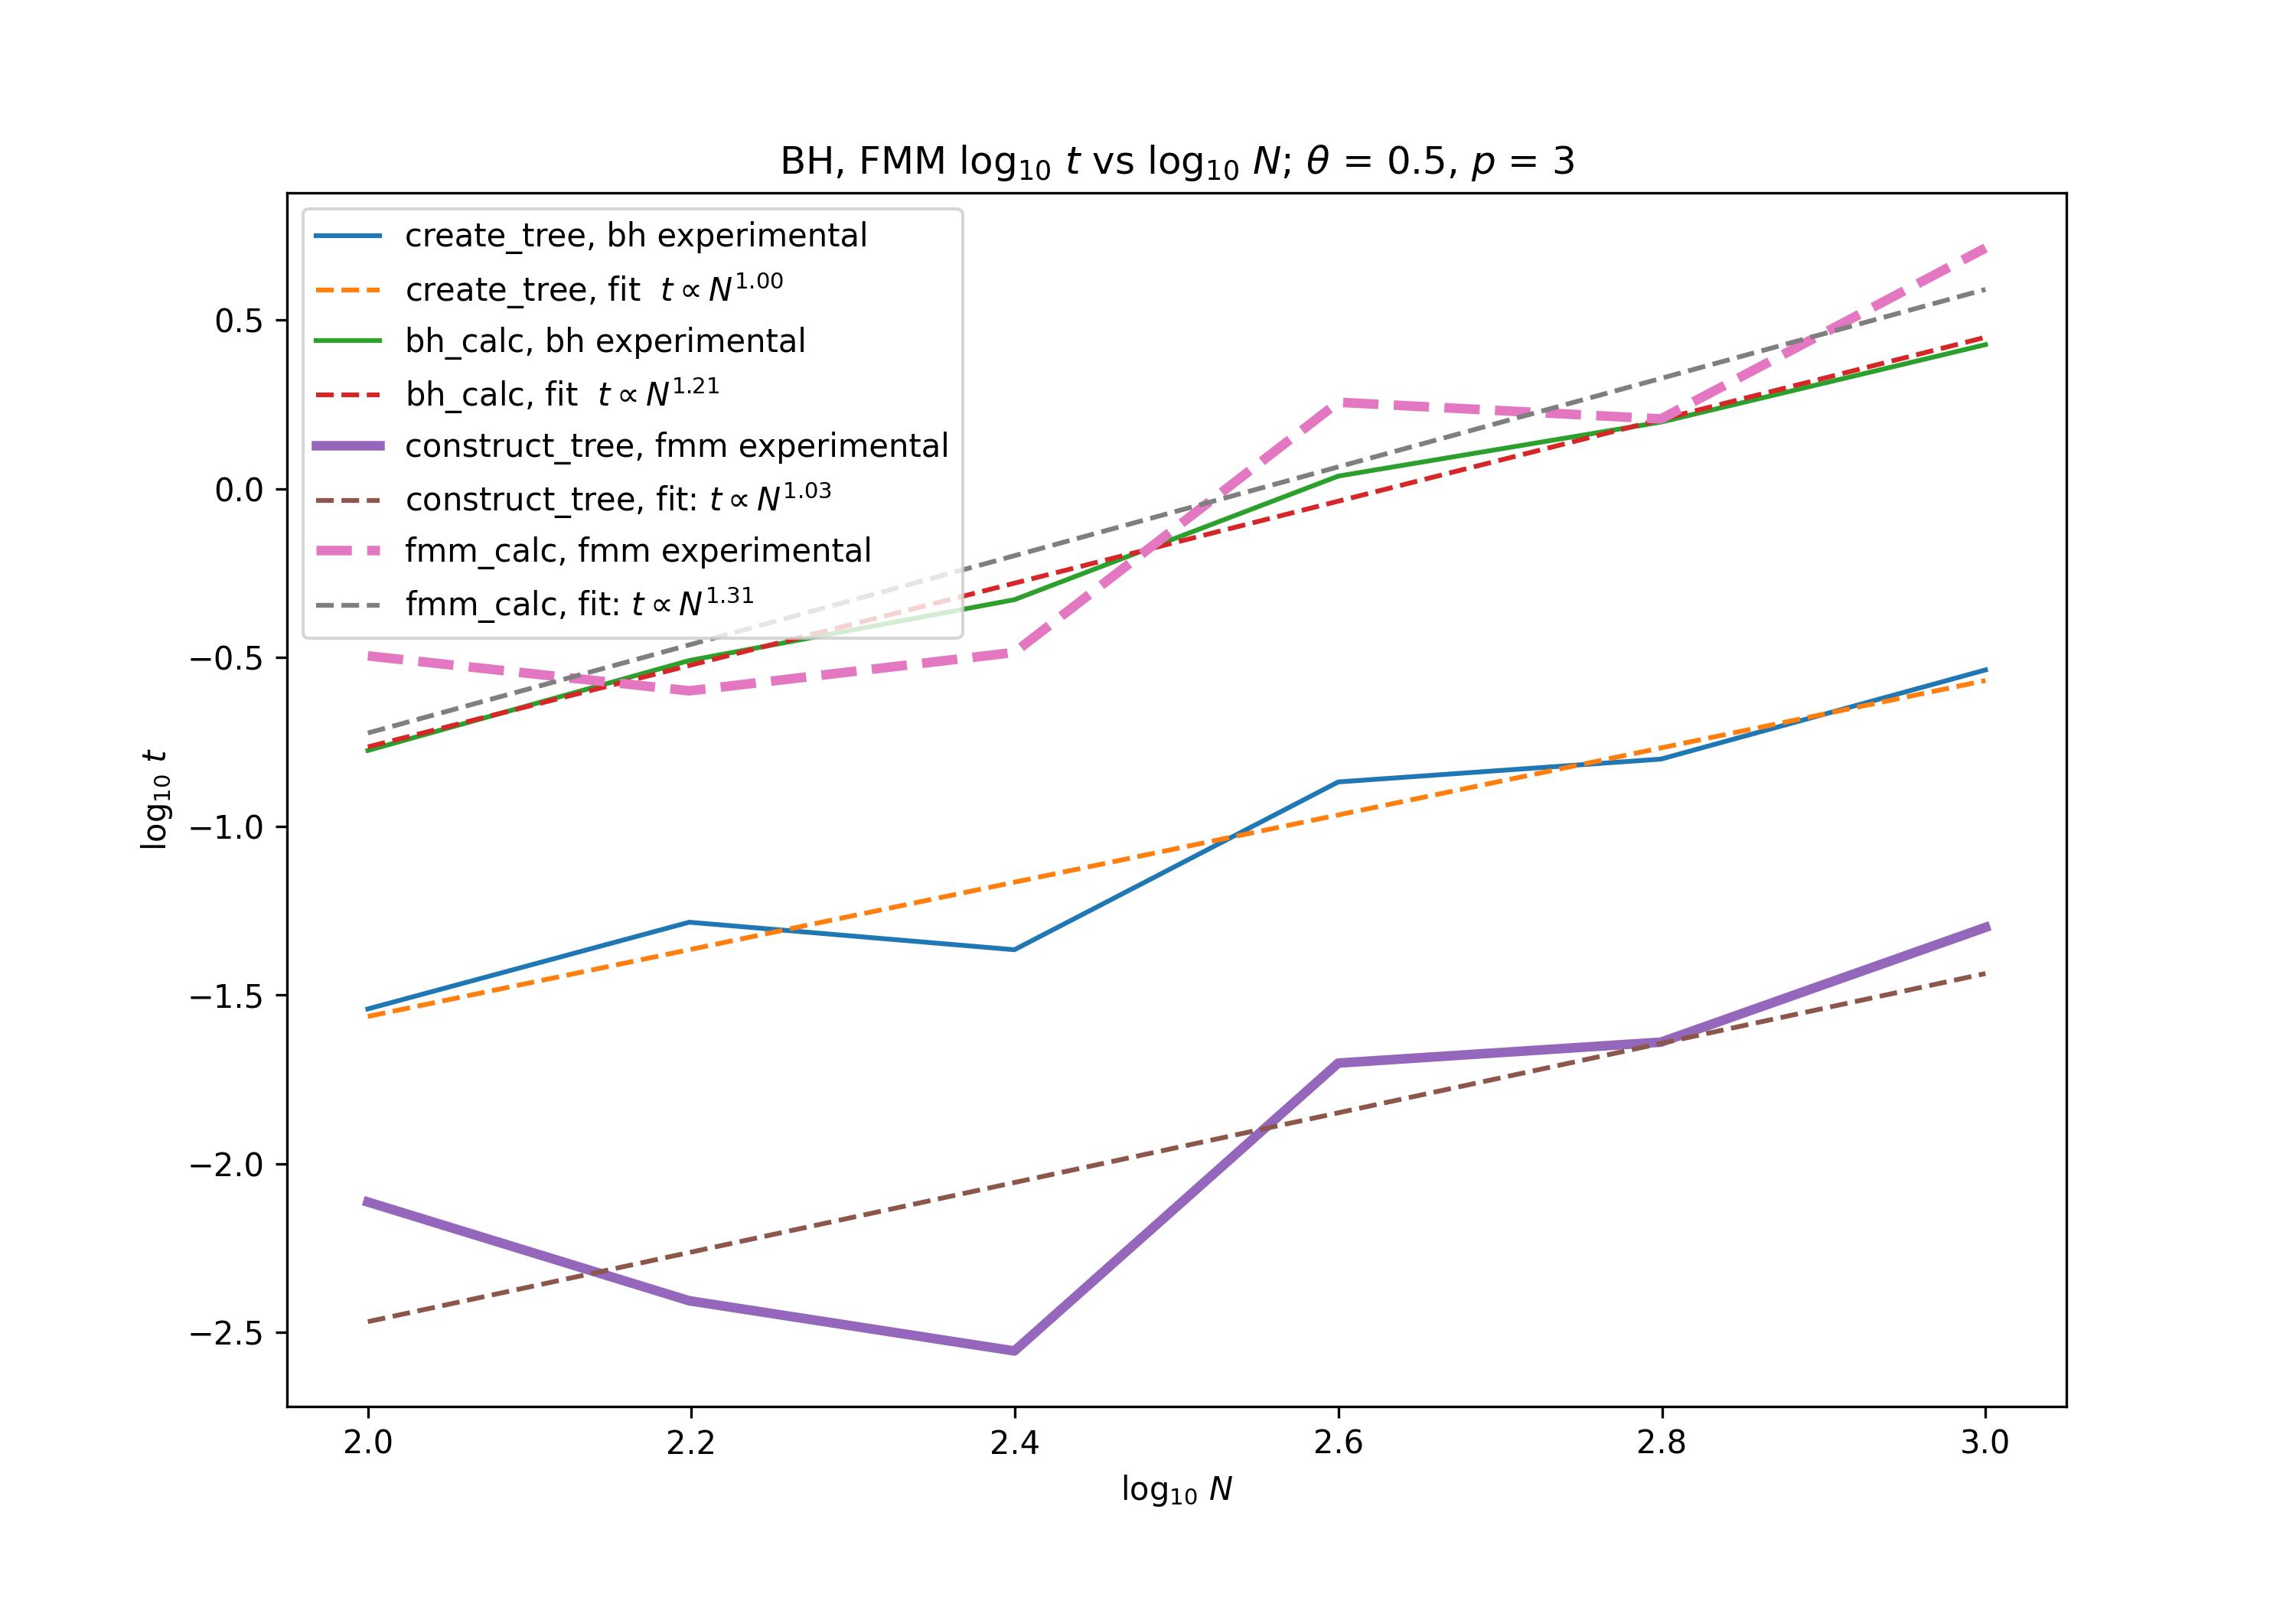 BH, FMM log₁₀ t vs log₁₀ N; θ = 0.5, p = 3
create_tree, bh experimental
create_tree, fit t ∝ N^1.00
bh_calc, bh experimental
bh_calc, fit t ∝ N^1.21
construct_tree, fmm experimental
construct_tree, fit: t ∝ N^1.03
fmm_calc, fmm experimental
fmm_calc, fit: t ∝ N^1.31
0.5
0.0
−0.5
−1.0
−1.5
−2.0
−2.5
log₁₀ t
2.0 2.2 2.4 2.6 2.8 3.0
log₁₀ N